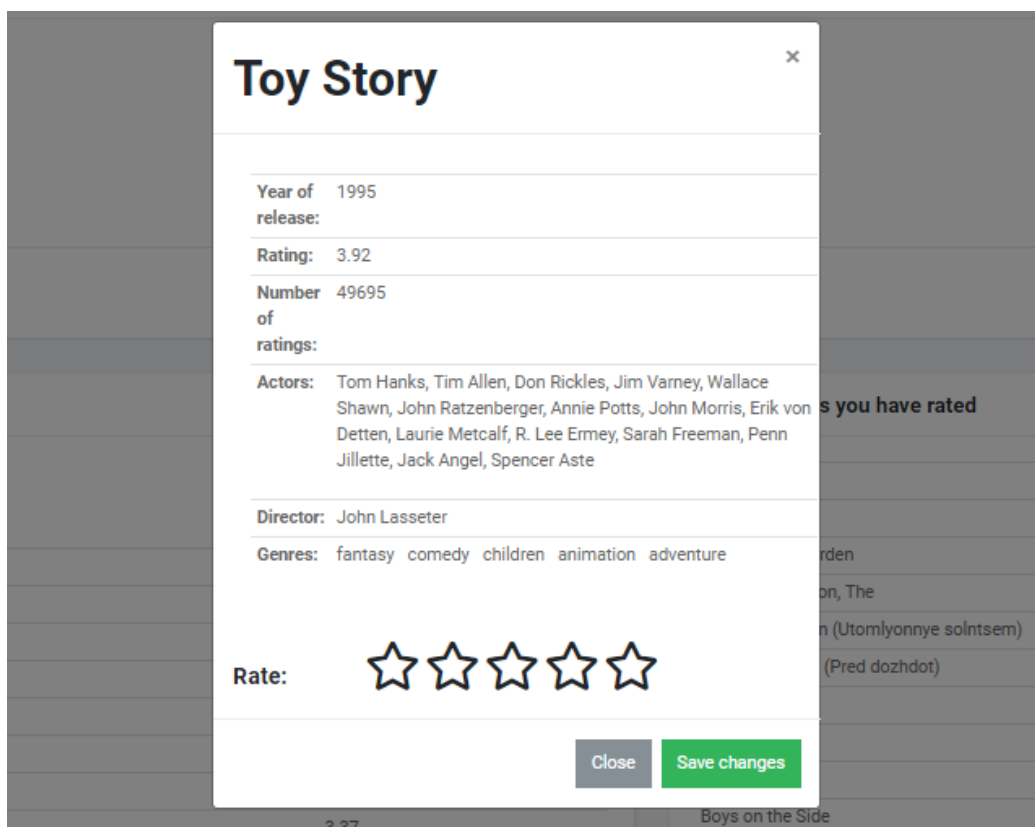 Toy Story
×
Year of release: 1995
Rating: 3.92
Number of ratings: 49695
Actors: Tom Hanks, Tim Allen, Don Rickles, Jim Varney, Wallace
Shawn, John Ratzenberger, Annie Potts, John Morris, Erik von
Detten, Laurie Metcalf, R. Lee Ermey, Sarah Freeman, Penn
Jillette, Jack Angel, Spencer Aste
Director: John Lasseter
Genres: fantasy comedy children animation adventure
Rate:
Close
Save changes
s you have rated
rden
on, The
n (Utomlyonnye solntsem)
(Pred dozhdot)
Boys on the Side
3.37